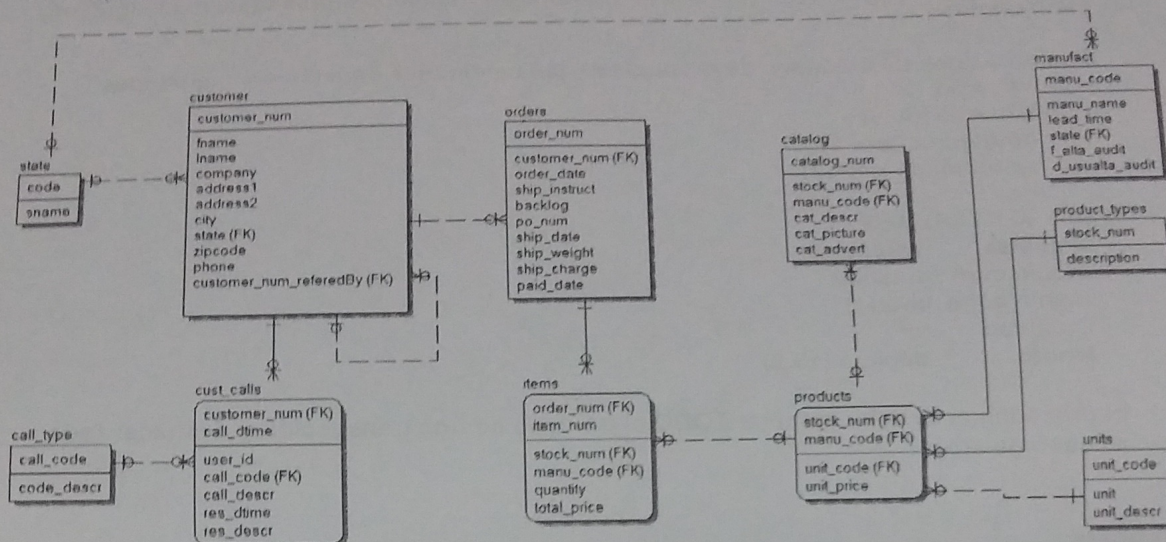 manufact
manu_code
manu_name
lead_time
state (FK)
f_alta_audit
d_usualta_audit
customer
customer_num
fname
lname
company
address1
address2
city
state (FK)
zipcode
phone
customer_num_referedBy (FK)
orders
order_num
customer_num (FK)
order_date
ship_instruct
backlog
po_num
ship_date
ship_weight
ship_charge
paid_date
catalog
catalog_num
stock_num (FK)
manu_code (FK)
cat_descr
cat_picture
cat_advert
state
code
sname
product_types
stock_num
description
cust_calls
customer_num (FK)
call_dtime
user_id
call_code (FK)
call_descr
res_dtime
res_descr
items
order_num (FK)
item_num
stock_num (FK)
manu_code (FK)
quantity
total_price
products
stock_num (FK)
manu_code (FK)
unit_code (FK)
unit_price
call_type
call_code
code_descr
units
unit_code
unit
unit_descr